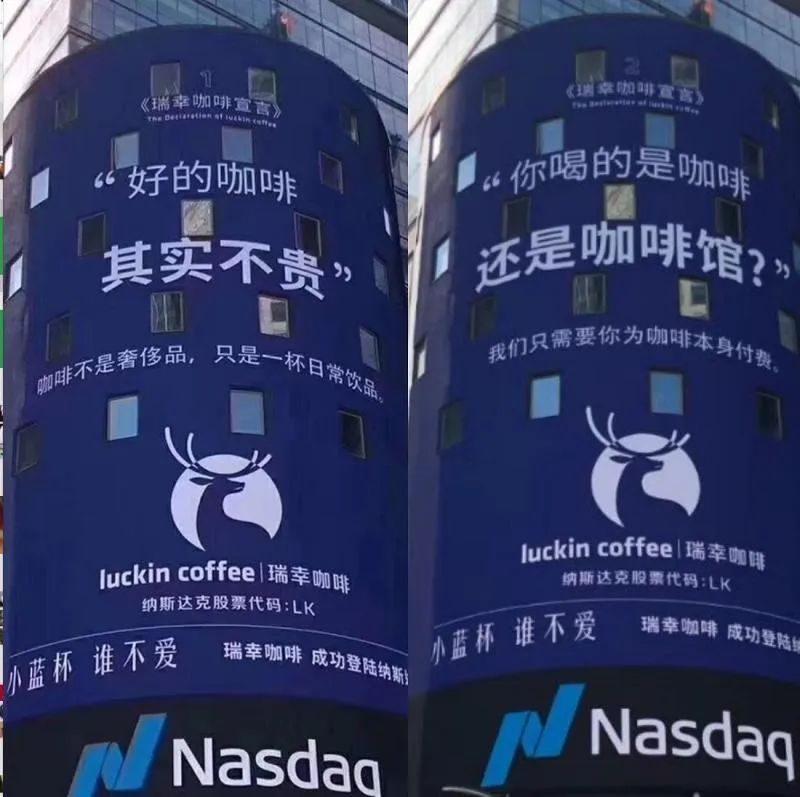 1
《瑞幸咖啡宣言》
The Declaration of luckin coffee
“好的咖啡
其实不贵”
咖啡不是奢侈品，只是一杯日常饮品。
luckin coffee | 瑞幸咖啡
纳斯达克股票代码：LK
小蓝杯 谁不爱 瑞幸咖啡 成功登陆纳斯
Nasdaq
2
《瑞幸咖啡宣言》
The Declaration of luckin coffee
“你喝的是咖啡
还是咖啡馆？”
我们只需要你为咖啡本身付费。
luckin coffee | 瑞幸咖啡
纳斯达克股票代码：LK
小蓝杯 谁不爱 瑞幸咖啡 成功登陆纳
Nasdaq